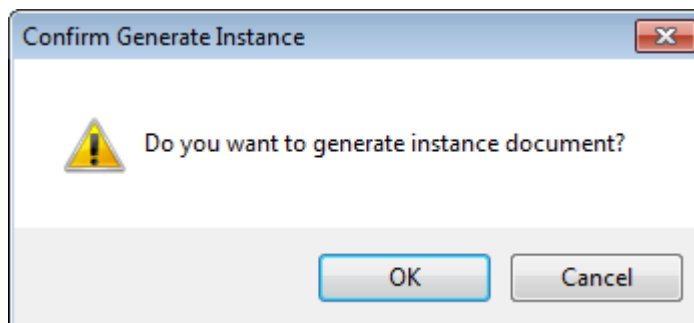 Confirm Generate Instance
Do you want to generate instance document?
OK
Cancel